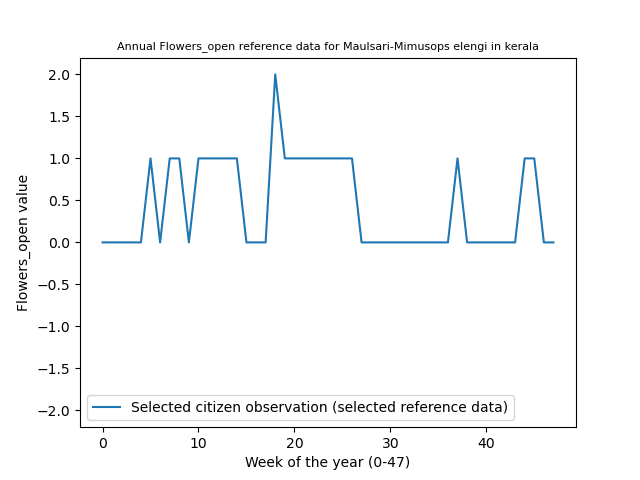 Annual Flowers_open reference data for Maulsari-Mimusops elengi in kerala
2.0
1.5
1.0
0.5
0.0
−0.5
−1.0
−1.5
−2.0
Flowers_open value
Selected citizen observation (selected reference data)
0 10 20 30 40
Week of the year (0-47)